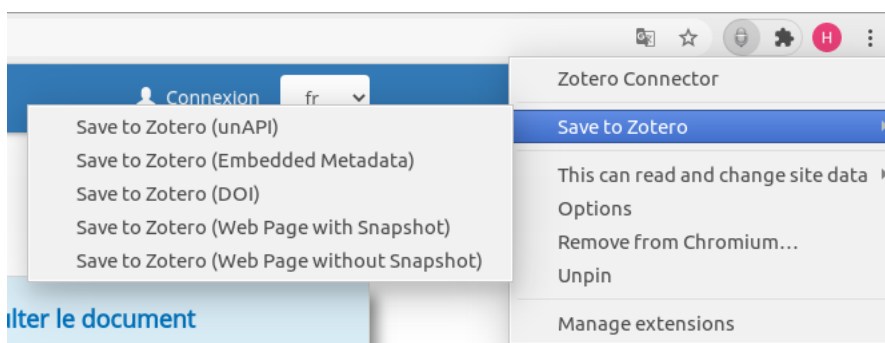 H
Connexion
fr
Zotero Connector
Save to Zotero
This can read and change site data
Options
Remove from Chromium...
Unpin
Manage extensions
Save to Zotero (unAPI)
Save to Zotero (Embedded Metadata)
Save to Zotero (DOI)
Save to Zotero (Web Page with Snapshot)
Save to Zotero (Web Page without Snapshot)
ulter le document